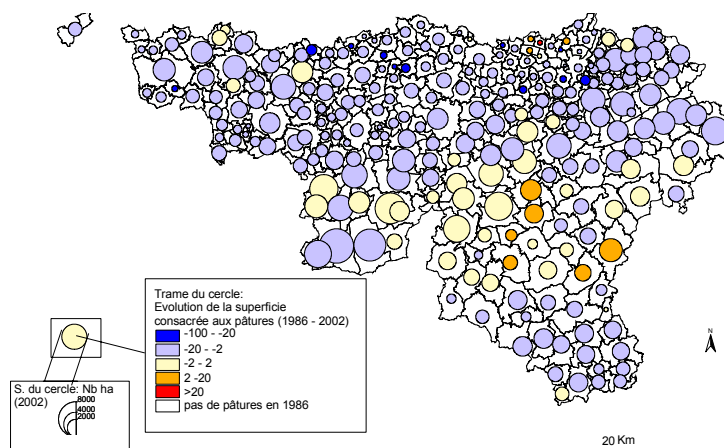 Trame du cercle:
Evolution de la superficie
consacrée aux pâtures (1986 - 2002)
-100 - -20
-20 - -2
-2 - 2
2 -20
>20
pas de pâtures en 1986
S. du cercle: Nb ha
(2002)
8000
4000
2000
N
20 Km